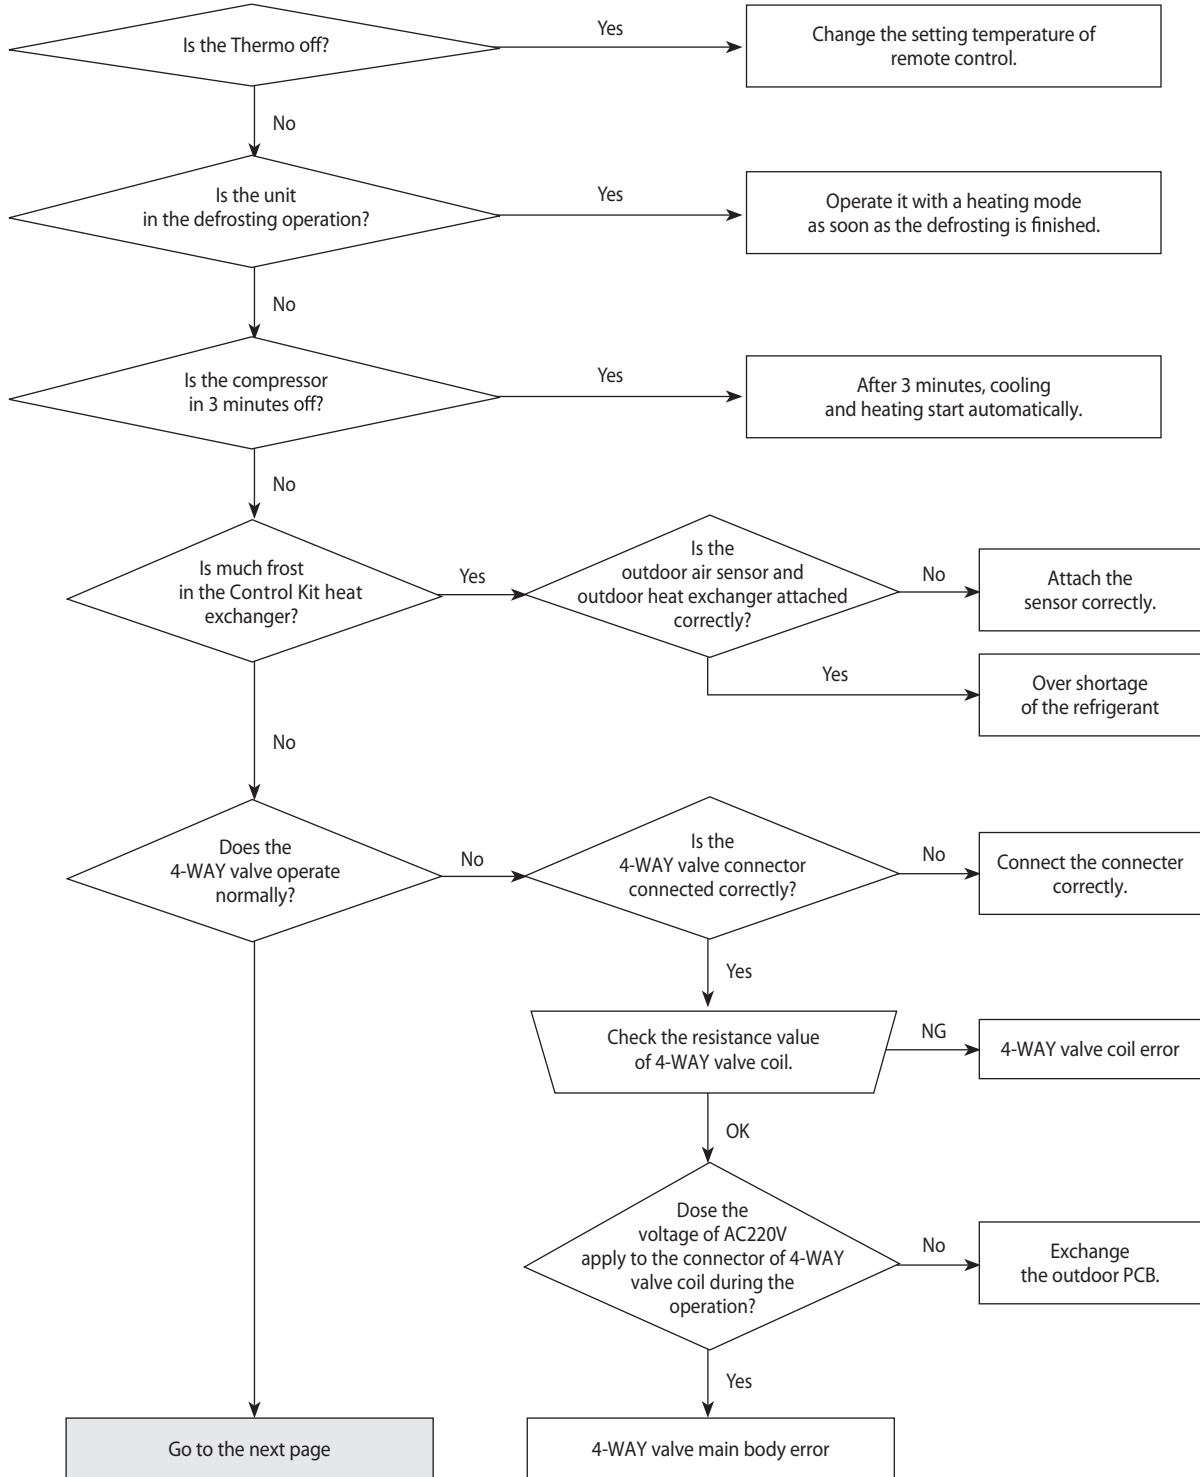 Is the Thermo off?
Yes
Change the setting temperature of
remote control.
No
Is the unit
in the defrosting operation?
Yes
Operate it with a heating mode
as soon as the defrosting is finished.
No
Is the compressor
in 3 minutes off?
Yes
After 3 minutes, cooling
and heating start automatically.
No
Is much frost
in the Control Kit heat
exchanger?
Yes
Is the
outdoor air sensor and
outdoor heat exchanger attached
correctly?
No
Attach the
sensor correctly.
Yes
Over shortage
of the refrigerant
No
Does the
4-WAY valve operate
normally?
No
Is the
4-WAY valve connector
connected correctly?
No
Connect the connecter
correctly.
Yes
Check the resistance value
of 4-WAY valve coil.
NG
4-WAY valve coil error
OK
Dose the
voltage of AC220V
apply to the connector of 4-WAY
valve coil during the
operation?
No
Exchange
the outdoor PCB.
Yes
Go to the next page
4-WAY valve main body error